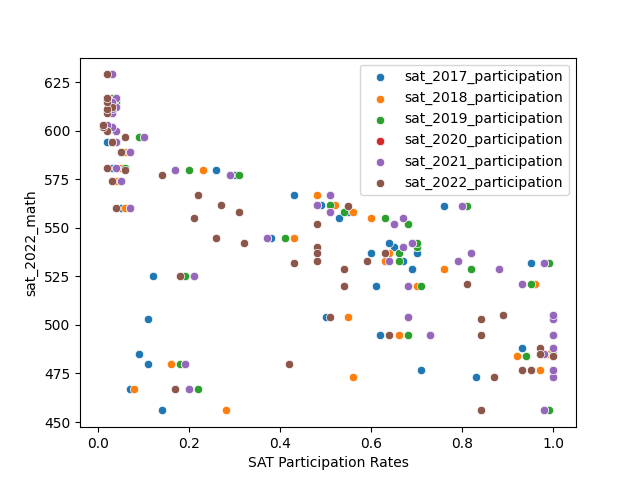 sat_2017_participation
sat_2018_participation
sat_2019_participation
sat_2020_participation
sat_2021_participation
sat_2022_participation
625
600
575
550
525
500
475
450
sat_2022_math
0.0 0.2 0.4 0.6 0.8 1.0
SAT Participation Rates